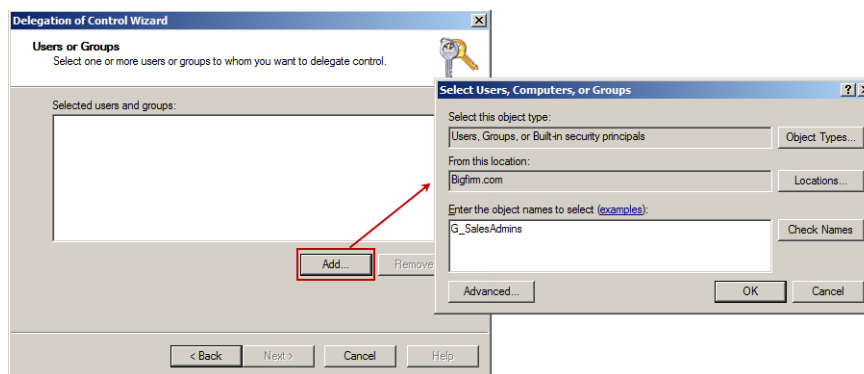 Delegation of Control Wizard
Users or Groups
Select one or more users or groups to whom you want to delegate control.
Selected users and groups:
Add...
Remove
< Back
Next >
Cancel
Help
Select Users, Computers, or Groups
Select this object type:
Users, Groups, or Built-in security principals
Object Types...
From this location:
Bigfirm.com
Locations...
Enter the object names to select (examples):
G_SalesAdmins
Check Names
Advanced...
OK
Cancel